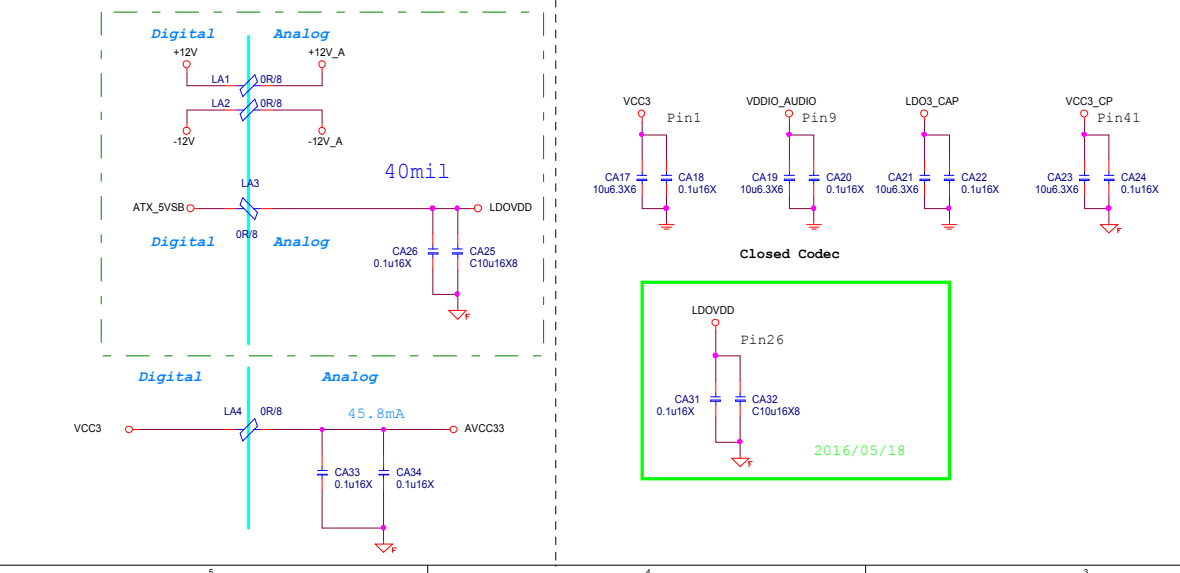 Digital Analog
+12V +12V_A
LA1 0R/8
LA2 0R/8
-12V -12V_A
40mil
LA3
ATX_5VSB LDOVDD
0R/8
Digital Analog
CA26 CA25
0.1u16X C10u16X8
F
Digital Analog
LA4 0R/8 45.8mA
VCC3 AVCC33
CA33 CA34
0.1u16X 0.1u16X
F
VCC3 VDDIO_AUDIO LDO3_CAP VCC3_CP
Pin1 Pin9 Pin41
CA17 CA18 CA19 CA20 CA21 CA22 CA23 CA24
10u6.3X6 0.1u16X 10u6.3X6 0.1u16X 10u6.3X6 0.1u16X 10u6.3X6 0.1u16X
F
Closed Codec
LDOVDD
Pin26
CA31 CA32
0.1u16X C10u16X8
2016/05/18
F
5 4 3